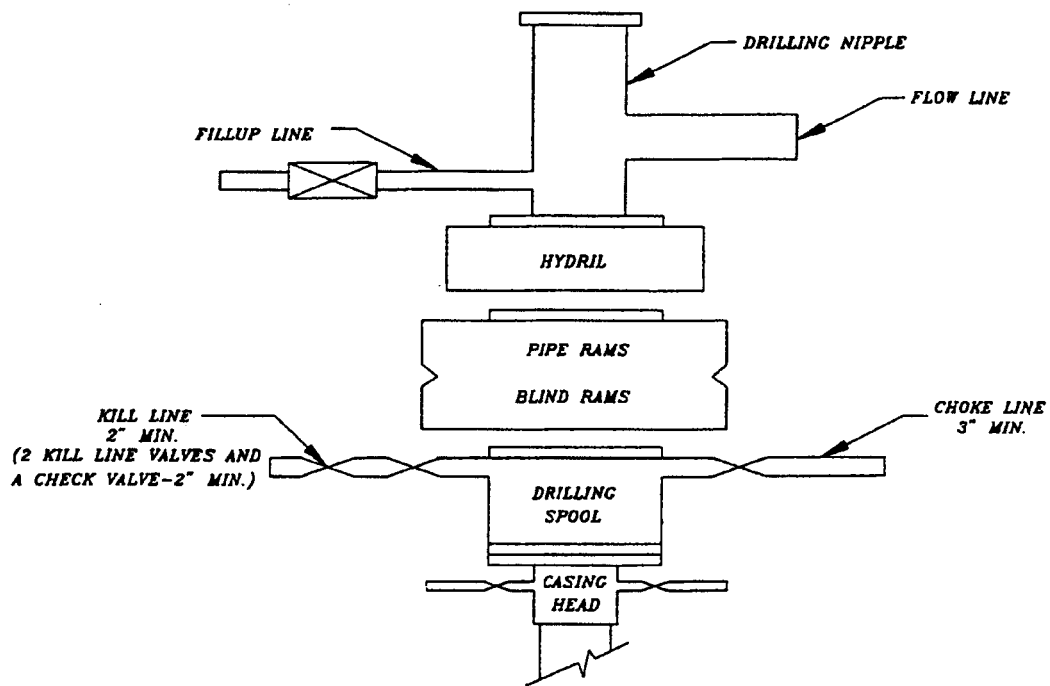 DRILLING NIPPLE
FLOW LINE
FILLUP LINE
HYDRIL
PIPE RAMS
BLIND RAMS
KILL LINE
2" MIN.
(2 KILL LINE VALVES AND
A CHECK VALVE-2" MIN.)
CHOKE LINE
3" MIN.
DRILLING
SPOOL
CASING
HEAD